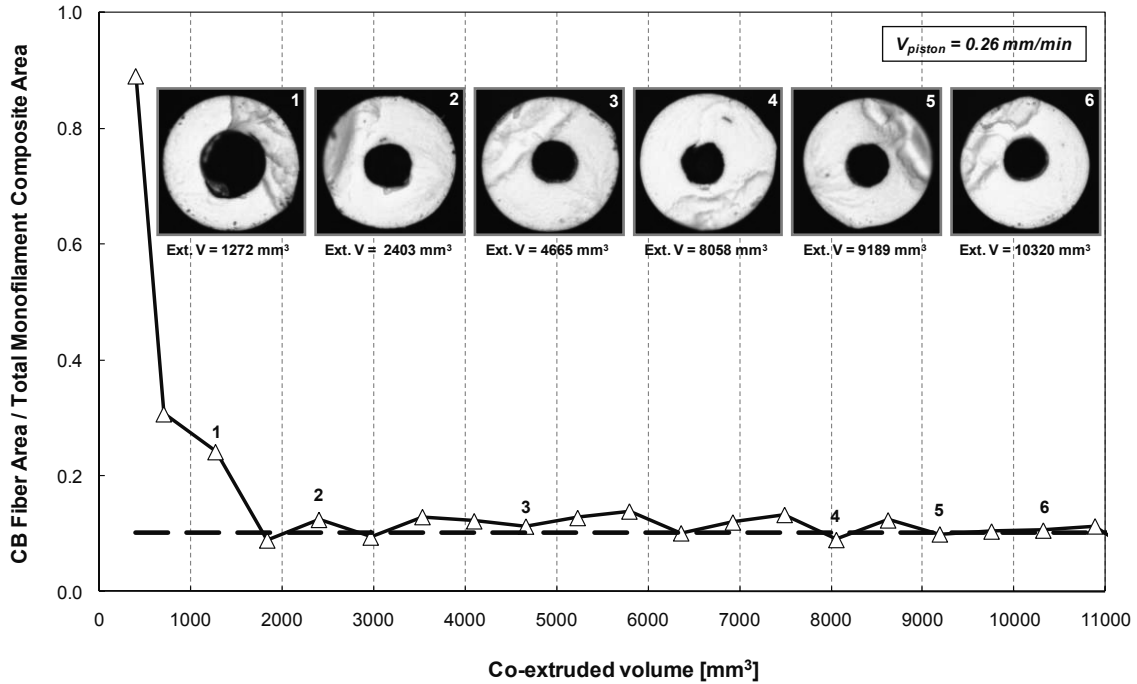 CB Fiber Area / Total Monofilament Composite Area
1.0
0.8
0.6
0.4
0.2
0.0
V_piston = 0.26 mm/min
1
2
3
4
5
6
Ext. V = 1272 mm³
Ext. V = 2403 mm³
Ext. V = 4665 mm³
Ext. V = 8058 mm³
Ext. V = 9189 mm³
Ext. V = 10320 mm³
1
2
3
4
5
6
0 1000 2000 3000 4000 5000 6000 7000 8000 9000 10000 11000
Co-extruded volume [mm³]